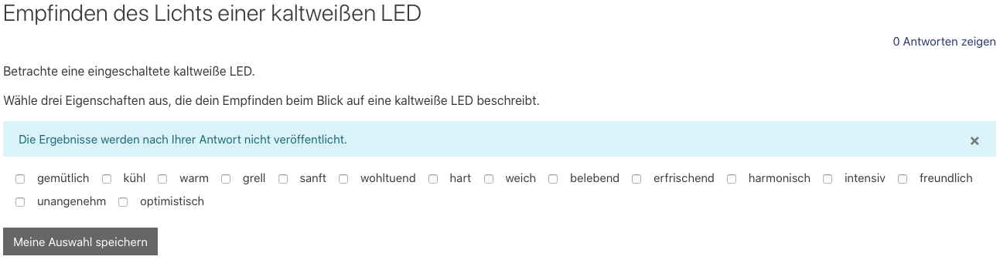 Empfinden des Lichts einer kaltweißen LED
0 Antworten zeigen
Betrachte eine eingeschaltete kaltweiße LED.
Wähle drei Eigenschaften aus, die dein Empfinden beim Blick auf eine kaltweiße LED beschreibt.
Die Ergebnisse werden nach Ihrer Antwort nicht veröffentlicht. ×
gemütlich kühl warm grell sanft wohltuend hart weich belebend erfrischend harmonisch intensiv freundlich
unangenehm optimistisch
Meine Auswahl speichern